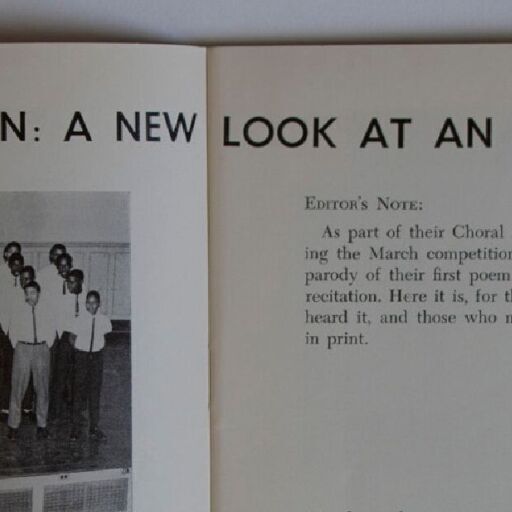 N: A NEW LOOK AT AN
EDITOR'S NOTE:
As part of their Choral
ing the March competition
parody of their first poem
recitation. Here it is, for th
heard it, and those who m
in print.